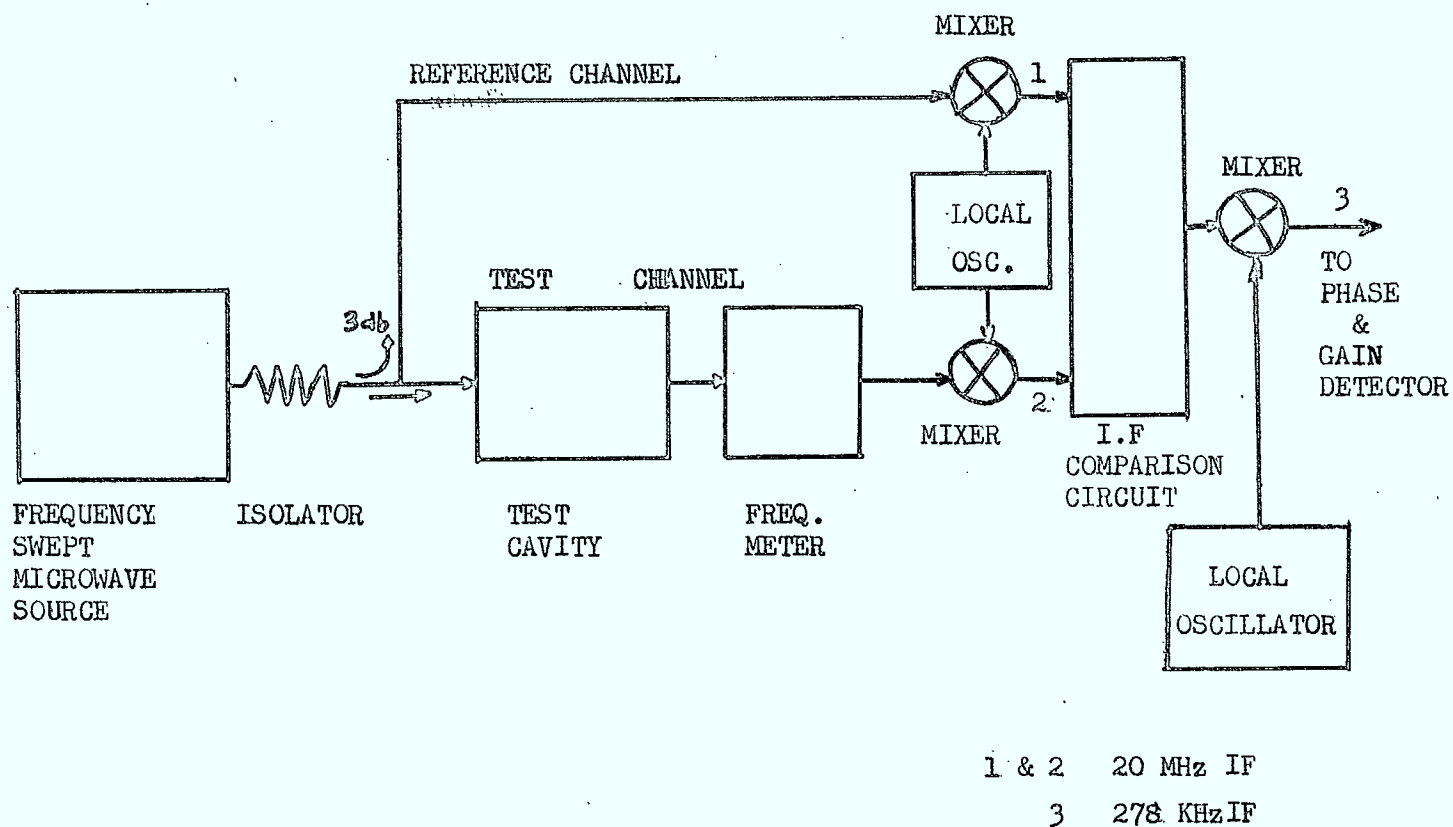 MIXER
REFERENCE CHANNEL
1
MIXER
3
LOCAL
OSC.
TEST CHANNEL
TO
PHASE
&
GAIN
DETECTOR
3db
2
MIXER
I.F
COMPARISON
CIRCUIT
FREQUENCY
SWEPT
MICROWAVE
SOURCE
ISOLATOR
TEST
CAVITY
FREQ.
METER
LOCAL
OSCILLATOR
1 & 2 20 MHz IF
3 278 KHz IF